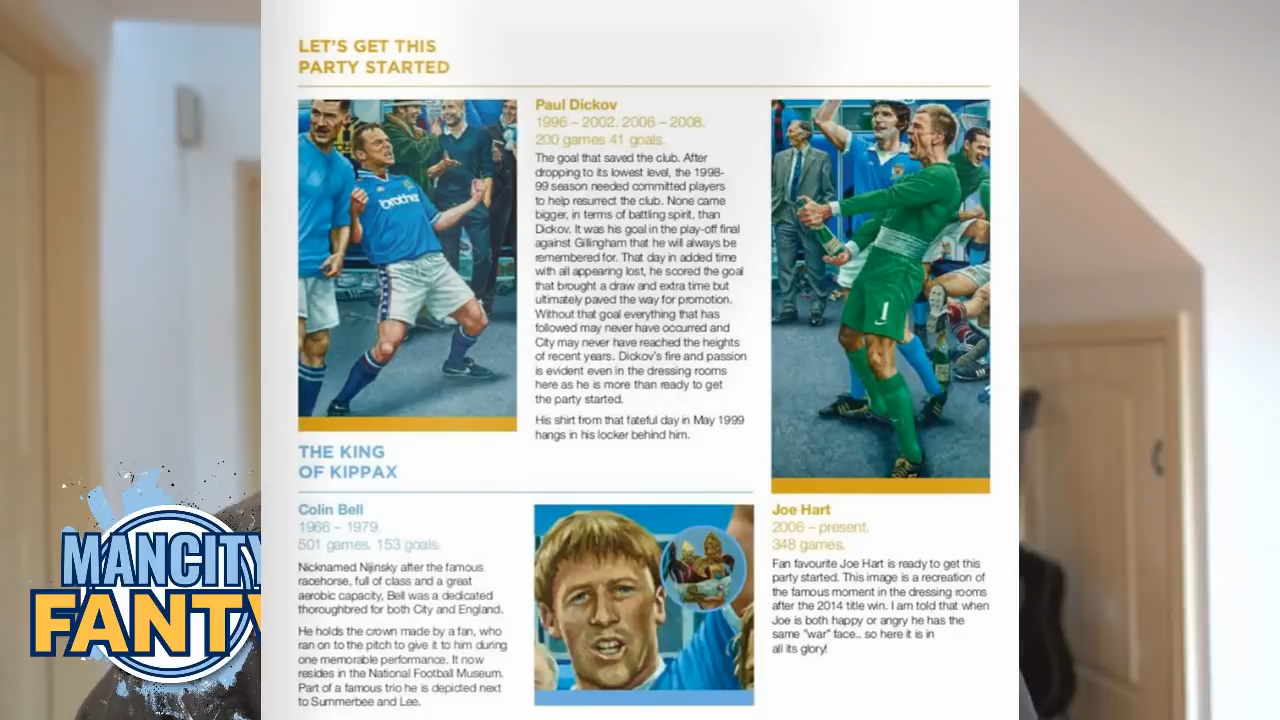 LET'S GET THIS
PARTY STARTED
Paul Dickov
1996 – 2002. 2006 – 2008.
200 games 41 goals.
The goal that saved the club. After
dropping to its lowest level, the 1998-
99 season needed committed players
to help resurrect the club. None came
bigger, in terms of battling spirit, than
Dickov. It was his goal in the play-off final
against Gillingham that he will always be
remembered for. That day in added time
with all appearing lost, he scored the goal
that brought a draw and extra time but
ultimately paved the way for promotion.
Without that goal everything that has
followed may never have occurred and
City may never have reached the heights
of recent years. Dickov's fire and passion
is evident even in the dressing rooms
here as he is more than ready to get
the party started.
His shirt from that fateful day in May 1999
hangs in his locker behind him.
brother
1
THE KING
OF KIPPAX
Colin Bell
1966 – 1979.
501 games. 153 goals.
Nicknamed Nijinsky after the famous
racehorse, full of class and a great
aerobic capacity, Bell was a dedicated
thoroughbred for both City and England.
He holds the crown made by a fan, who
ran on to the pitch to give it to him during
one memorable performance. It now
resides in the National Football Museum.
Part of a famous trio he is depicted next
to Summerbee and Lee.
Joe Hart
2006 – present.
348 games.
Fan favourite Joe Hart is ready to get this
party started. This image is a recreation of
the famous moment in the dressing rooms
after the 2014 title win. I am told that when
Joe is both happy or angry he has the
same "war" face.. so here it is in
all its glory!
MANCITY
FANTV